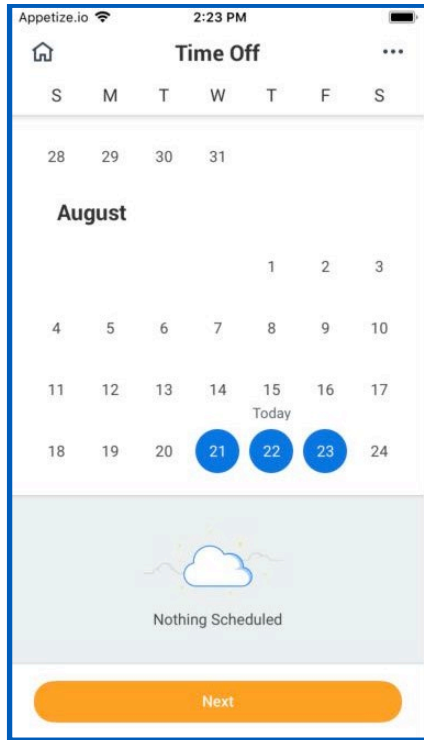 Appetize.io 2:23 PM
Time Off
S M T W T F S
28 29 30 31
August
1 2 3
4 5 6 7 8 9 10
11 12 13 14 15 16 17
Today
18 19 20 21 22 23 24
Nothing Scheduled
Next